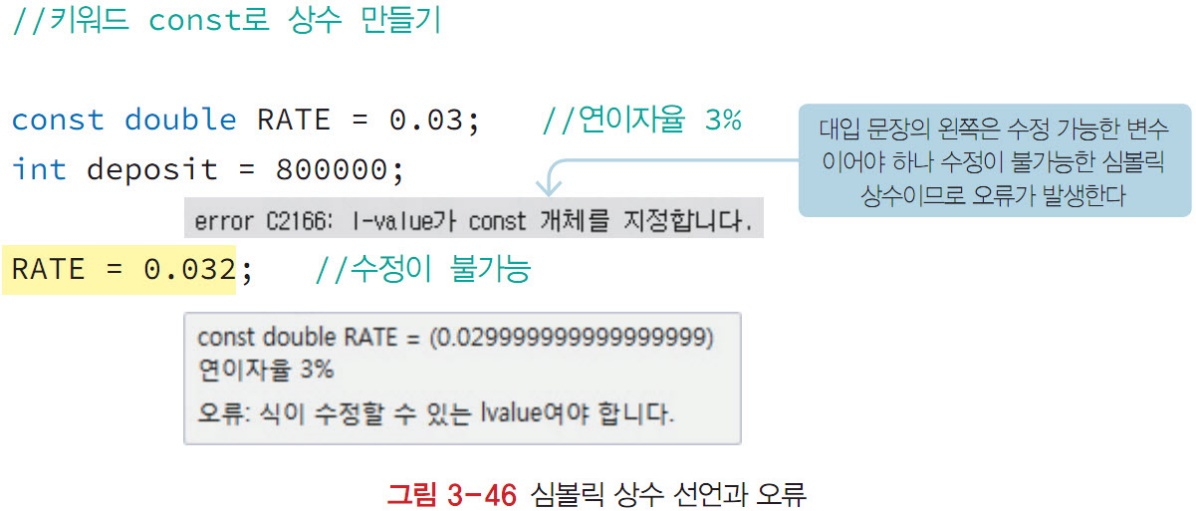 //키워드 const로 상수 만들기
const double RATE = 0.03; //연이자율 3%
int deposit = 800000;
대입 문장의 왼쪽은 수정 가능한 변수
이어야 하나 수정이 불가능한 심볼릭
상수이므로 오류가 발생한다
error C2166: l-value가 const 개체를 지정합니다.
RATE = 0.032; //수정이 불가능
const double RATE = (0.029999999999999999)
연이자율 3%
오류: 식이 수정할 수 있는 lvalue여야 합니다.
그림 3-46 심볼릭 상수 선언과 오류